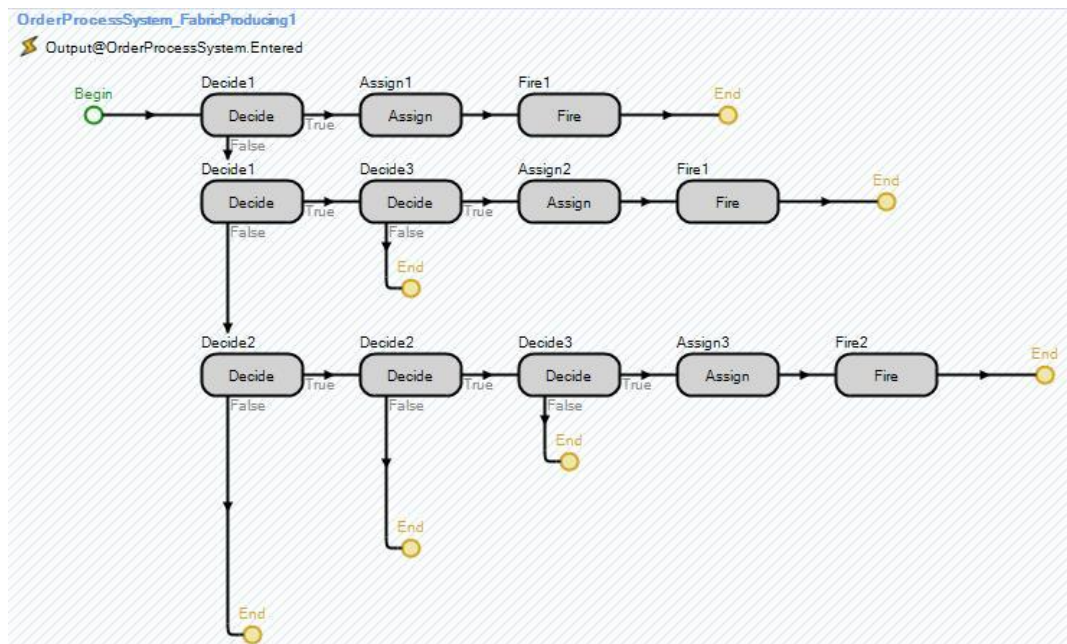 OrderProcessSystem_FabricProducing1
Output@OrderProcessSystem.Entered
Begin
Decide1
Assign1
Fire1
End
Decide
Assign
Fire
True
False
Decide1
Decide3
Assign2
Fire1
End
Decide
Decide
Assign
Fire
True
True
False
False
End
Decide2
Decide2
Decide3
Assign3
Fire2
End
Decide
Decide
Decide
Assign
Fire
True
True
True
False
False
False
End
End
End